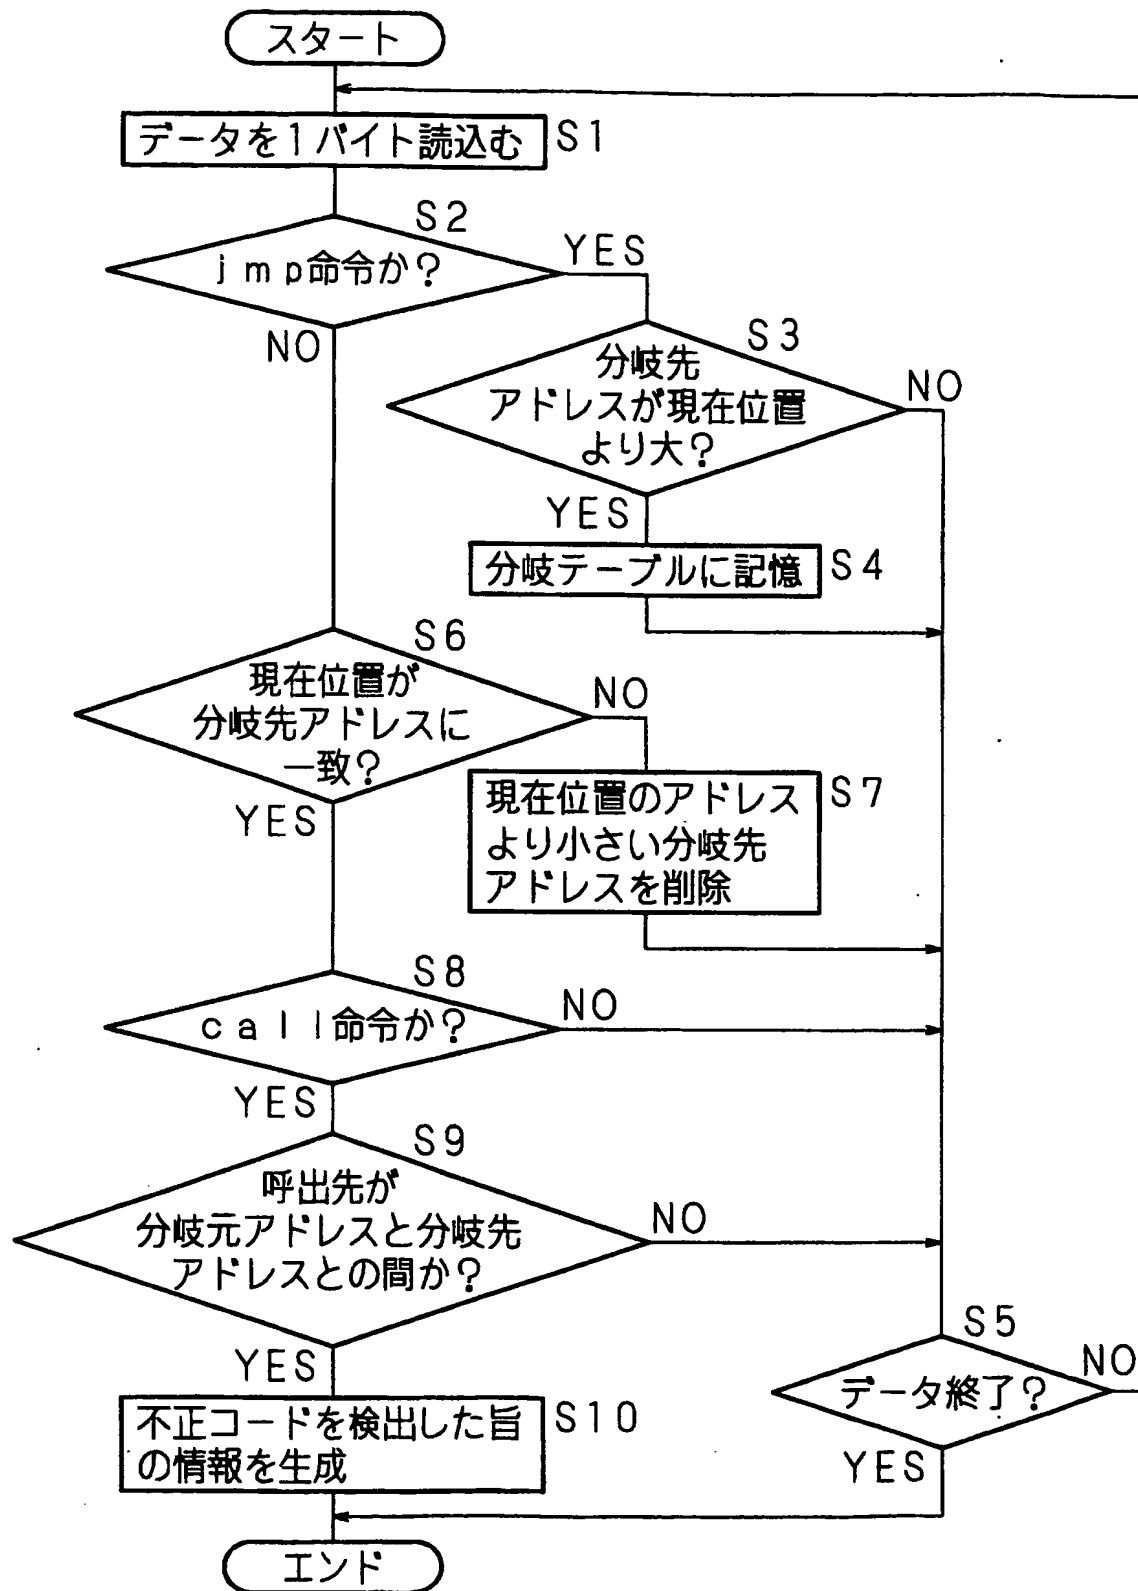 スタート
データを1バイト読込む S1
S2
jmp命令か?
YES
NO
S3
分岐先
アドレスが現在位置
より大?
NO
YES
分岐テーブルに記憶 S4
S6
現在位置が
分岐先アドレスに
一致?
NO
YES
現在位置のアドレス
より小さい分岐先
アドレスを削除
S7
S8
call命令か?
NO
YES
S9
呼出先が
分岐元アドレスと分岐先
アドレスとの間か?
NO
YES
S5
データ終了?
NO
YES
不正コードを検出した旨
の情報を生成
S10
エンド